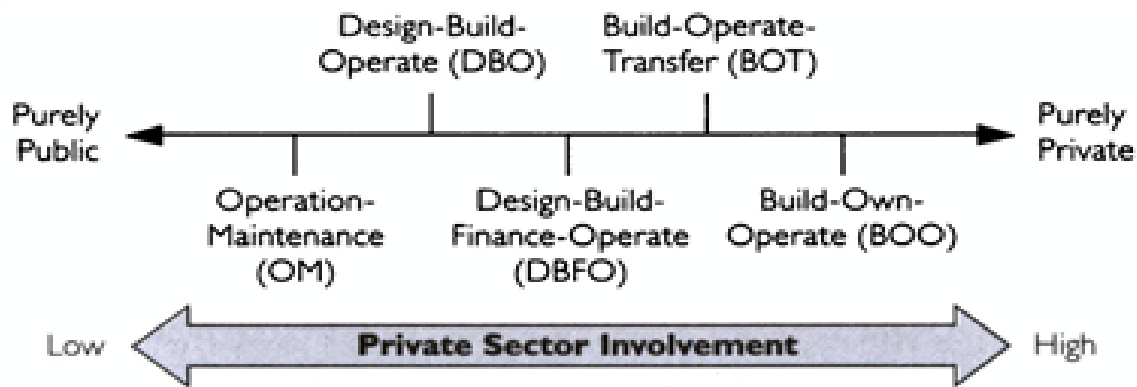 Design-Build-
Operate (DBO)
Build-Operate-
Transfer (BOT)
Purely
Public
Purely
Private
Operation-
Maintenance
(OM)
Design-Build-
Finance-Operate
(DBFO)
Build-Own-
Operate (BOO)
Low
Private Sector Involvement
High